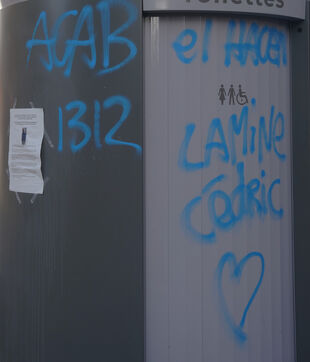 Toilettes
ACAB
1312
el HACEN
LAMINE
CédRic